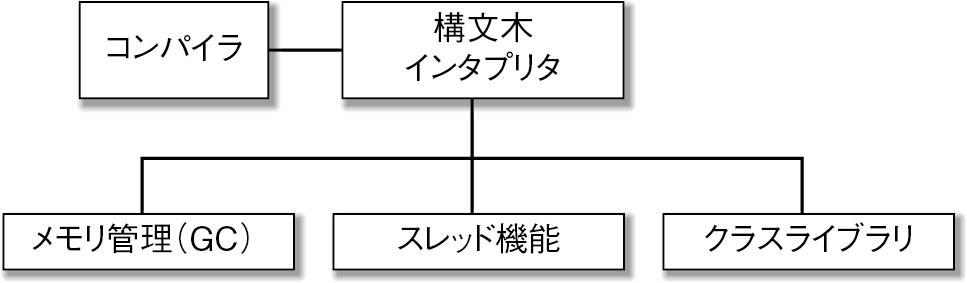 コンパイラ
構文木
インタプリタ
メモリ管理(GC)
スレッド機能
クラスライブラリ